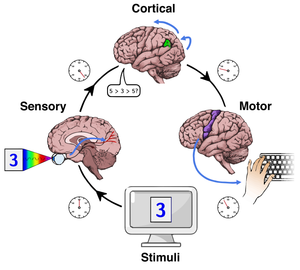 Cortical
5 > 3 > 5?
Sensory
Motor
3
3
Stimuli